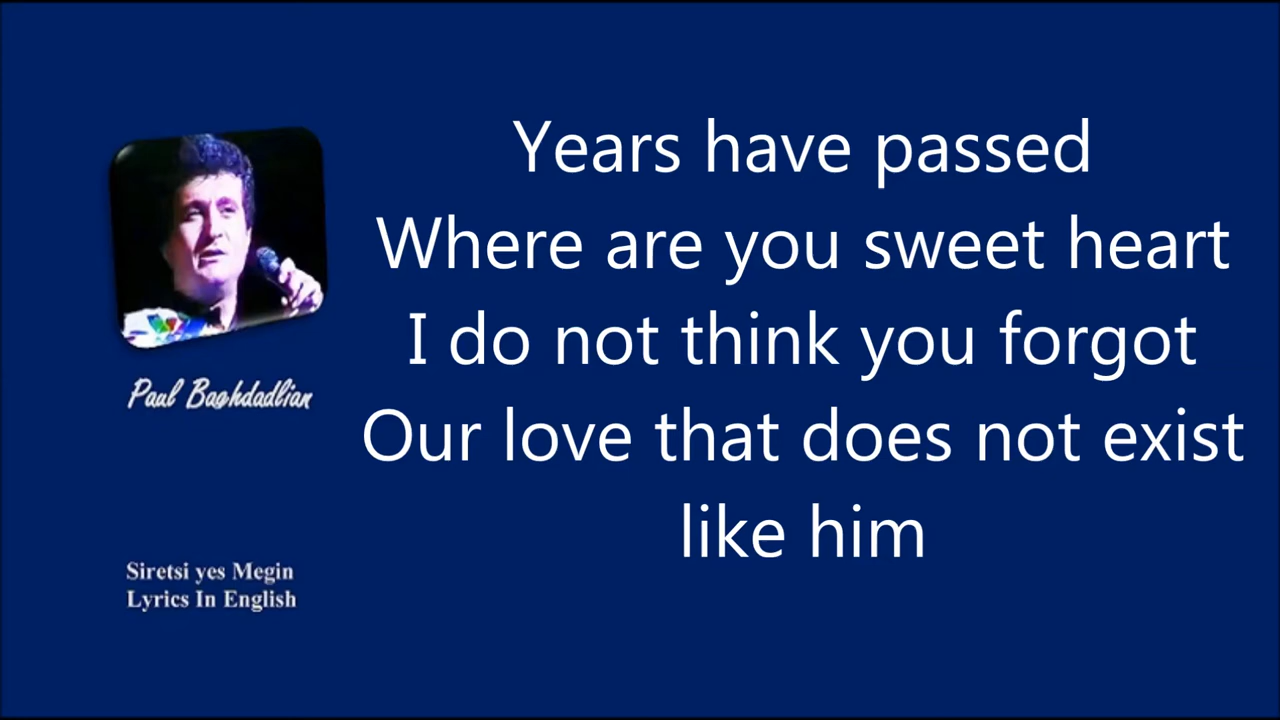 Years have passed
Where are you sweet heart
I do not think you forgot
Our love that does not exist
like him
Paul Baghdadlian
Siretsi yes Megin
Lyrics In English